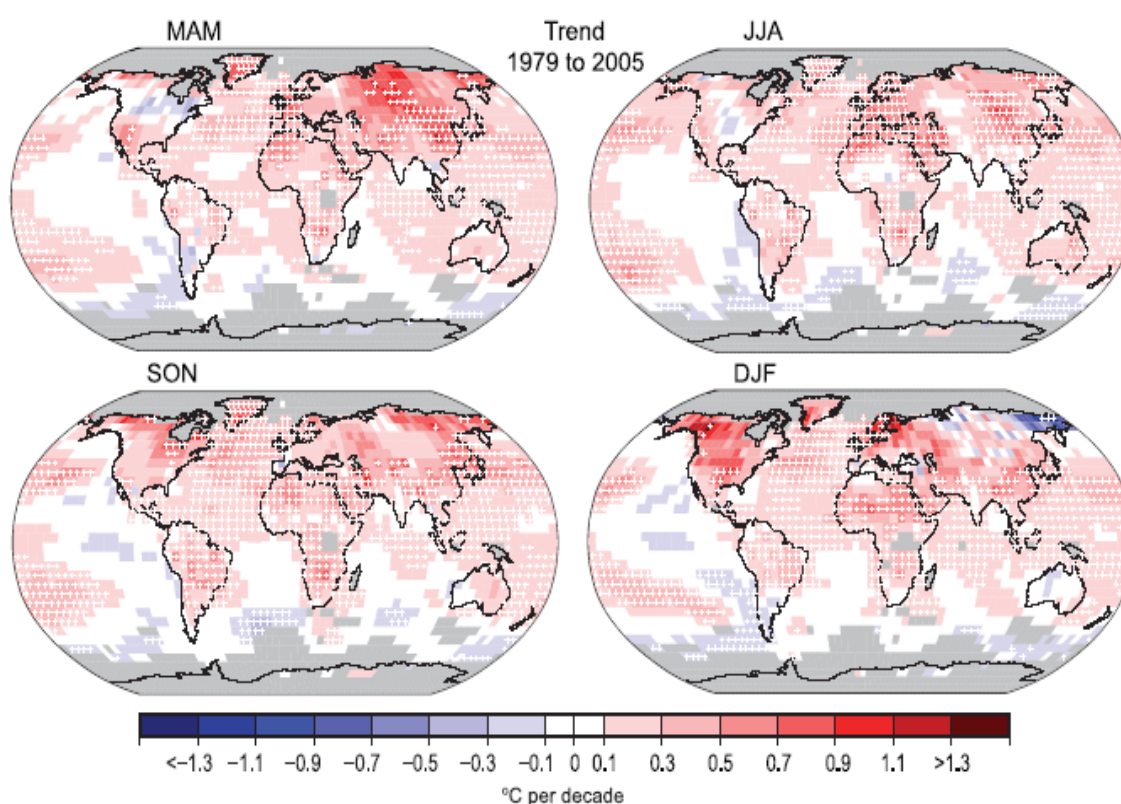 MAM Trend JJA
1979 to 2005
SON DJF
<−1.3 −1.1 −0.9 −0.7 −0.5 −0.3 −0.1 0 0.1 0.3 0.5 0.7 0.9 1.1 >1.3
ºC per decade